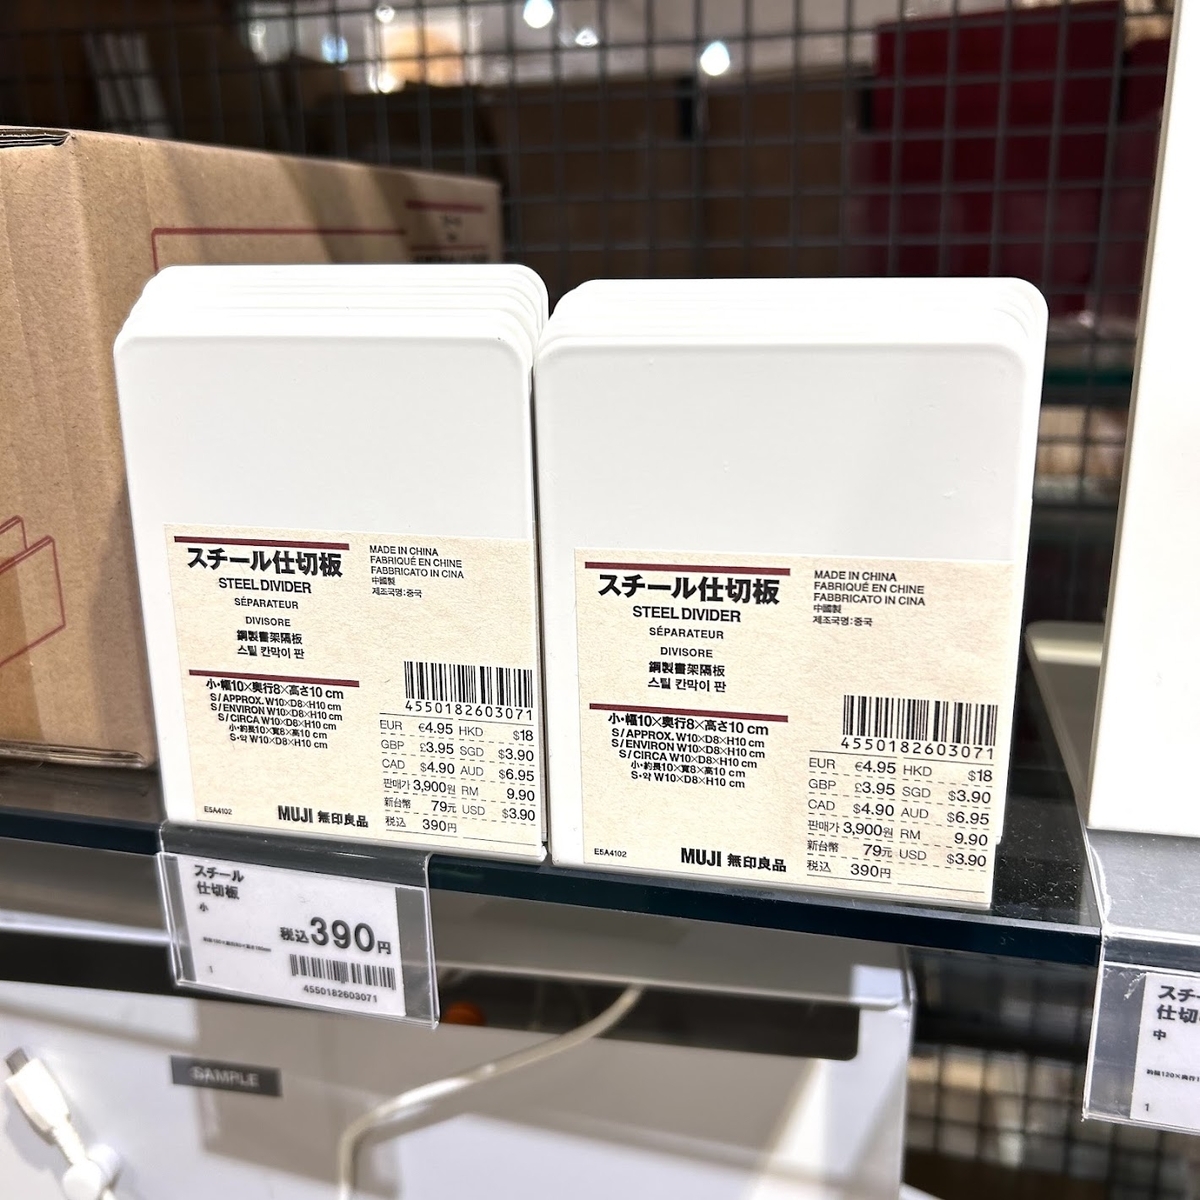 スチール仕切板
STEEL DIVIDER
SÉPARATEUR
DIVISORE
鋼製書架隔板
스틸 칸막이 판
MADE IN CHINA
FABRIQUÉ EN CHINE
FABBRICATO IN CINA
中國製
제조국명:중국
小・幅10×奥行8×高さ10 cm
S/APPROX. W10×D8×H10 cm
S/ENVIRON W10×D8×H10 cm
S/CIRCA W10×D8×H10 cm
小・約長10×寬8×高10 cm
S・약 W10×D8×H10 cm
4550182603071
EUR €4.95 HKD $18
GBP £3.95 SGD $3.90
CAD $4.90 AUD $6.95
판매가 3,900원 RM 9.90
新台幣 79元 USD $3.90
税込 390円
E5A4102
MUJI 無印良品
スチール仕切板
STEEL DIVIDER
SÉPARATEUR
DIVISORE
鋼製書架隔板
스틸 칸막이 판
MADE IN CHINA
FABRIQUÉ EN CHINE
FABBRICATO IN CINA
中國製
제조국명:중국
小・幅10×奥行8×高さ10 cm
S/APPROX. W10×D8×H10 cm
S/ENVIRON W10×D8×H10 cm
S/CIRCA W10×D8×H10 cm
小・約長10×寬8×高10 cm
S・약 W10×D8×H10 cm
4550182603071
EUR €4.95 HKD $18
GBP £3.95 SGD $3.90
CAD $4.90 AUD $6.95
판매가 3,900원 RM 9.90
新台幣 79元 USD $3.90
税込 390円
E5A4102
MUJI 無印良品
スチール
仕切板
小
税込390円
1
4550182603071
SAMPLE
スチ
仕切
中
1